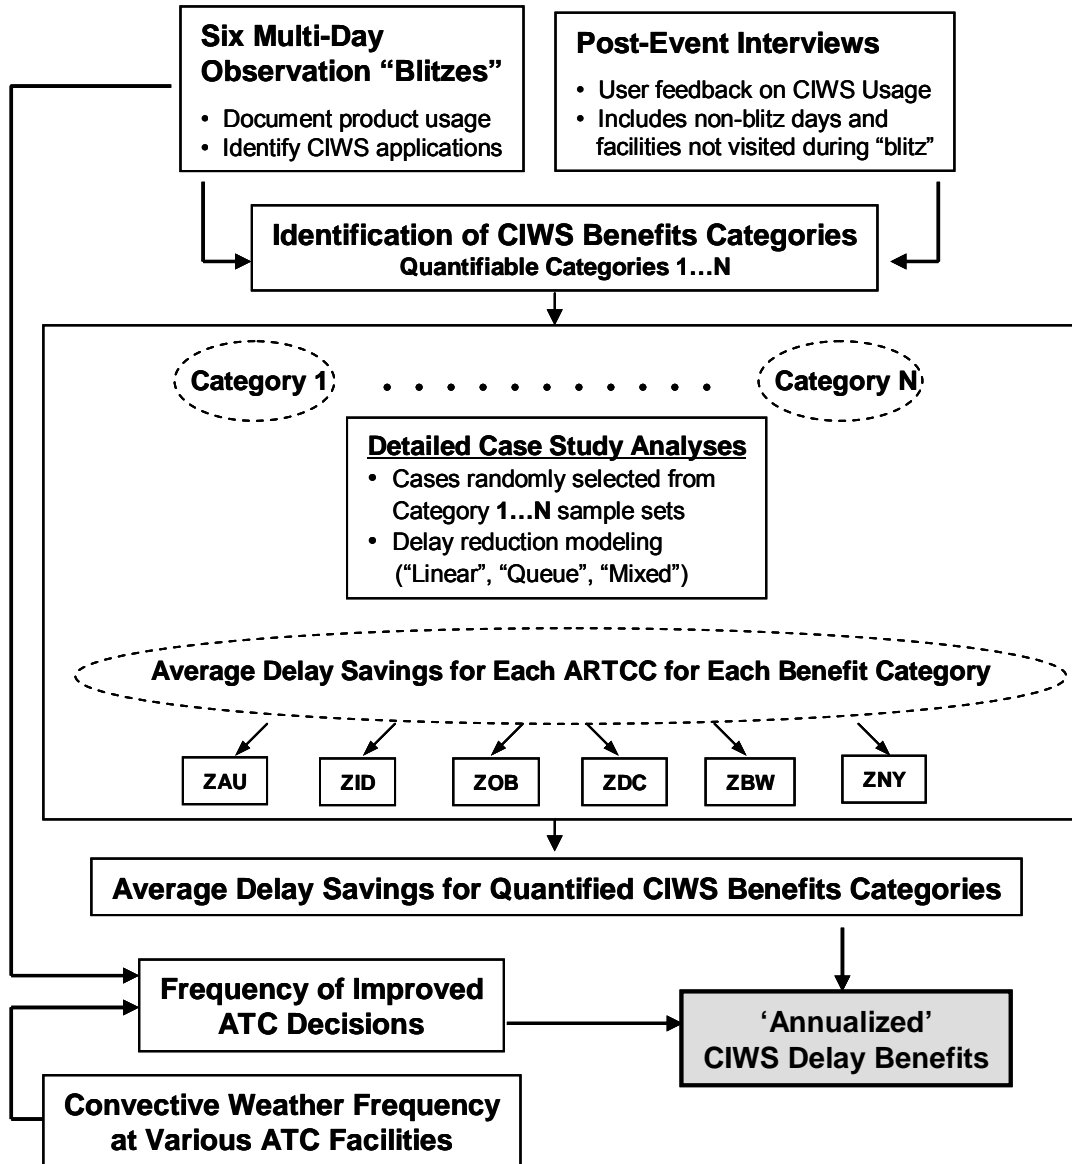 Six Multi-Day
Observation “Blitzes”
• Document product usage
• Identify CIWS applications
Post-Event Interviews
• User feedback on CIWS Usage
• Includes non-blitz days and
facilities not visited during “blitz”
Identification of CIWS Benefits Categories
Quantifiable Categories 1…N
Category 1
. . . . . . . . . . .
Category N
Detailed Case Study Analyses
• Cases randomly selected from
Category 1…N sample sets
• Delay reduction modeling
(“Linear”, “Queue”, “Mixed”)
Average Delay Savings for Each ARTCC for Each Benefit Category
ZAU
ZID
ZOB
ZDC
ZBW
ZNY
Average Delay Savings for Quantified CIWS Benefits Categories
Frequency of Improved
ATC Decisions
‘Annualized’
CIWS Delay Benefits
Convective Weather Frequency
at Various ATC Facilities